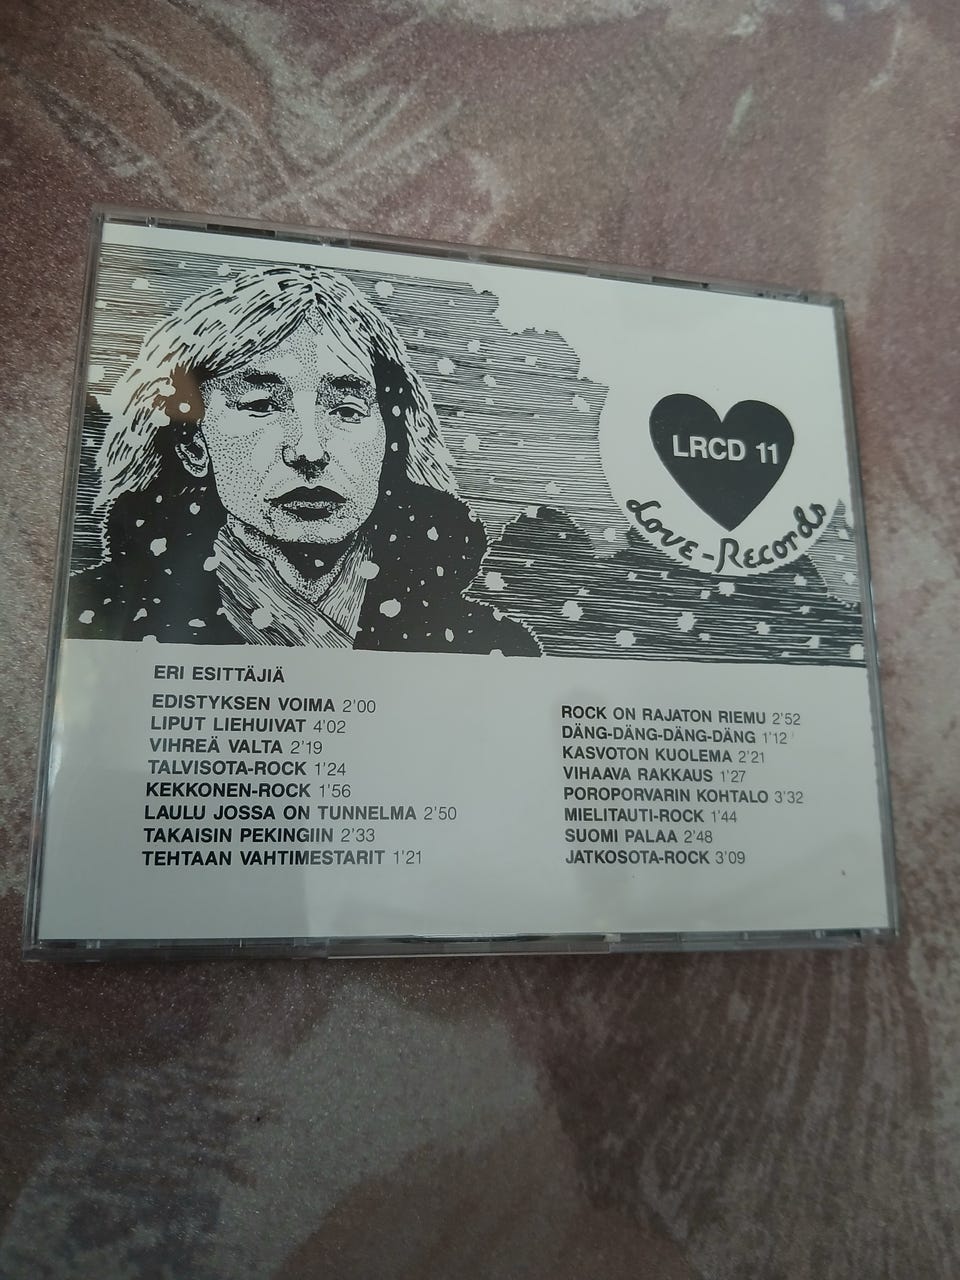 LRCD 11
Love-Records
ERI ESITTÄJIÄ
EDISTYKSEN VOIMA 2'00
LIPUT LIEHUIVAT 4'02
VIHREÄ VALTA 2'19
TALVISOTA-ROCK 1'24
KEKKONEN-ROCK 1'56
LAULU JOSSA ON TUNNELMA 2'50
TAKAISIN PEKINGIIN 2'33
TEHTAAN VAHTIMESTARIT 1'21
ROCK ON RAJATON RIEMU 2'52
DÄNG-DÄNG-DÄNG-DÄNG 1'12
KASVOTON KUOLEMA 2'21
VIHAAVA RAKKAUS 1'27
POROPORVARIN KOHTALO 3'32
MIELITAUTI-ROCK 1'44
SUOMI PALAA 2'48
JATKOSOTA-ROCK 3'09